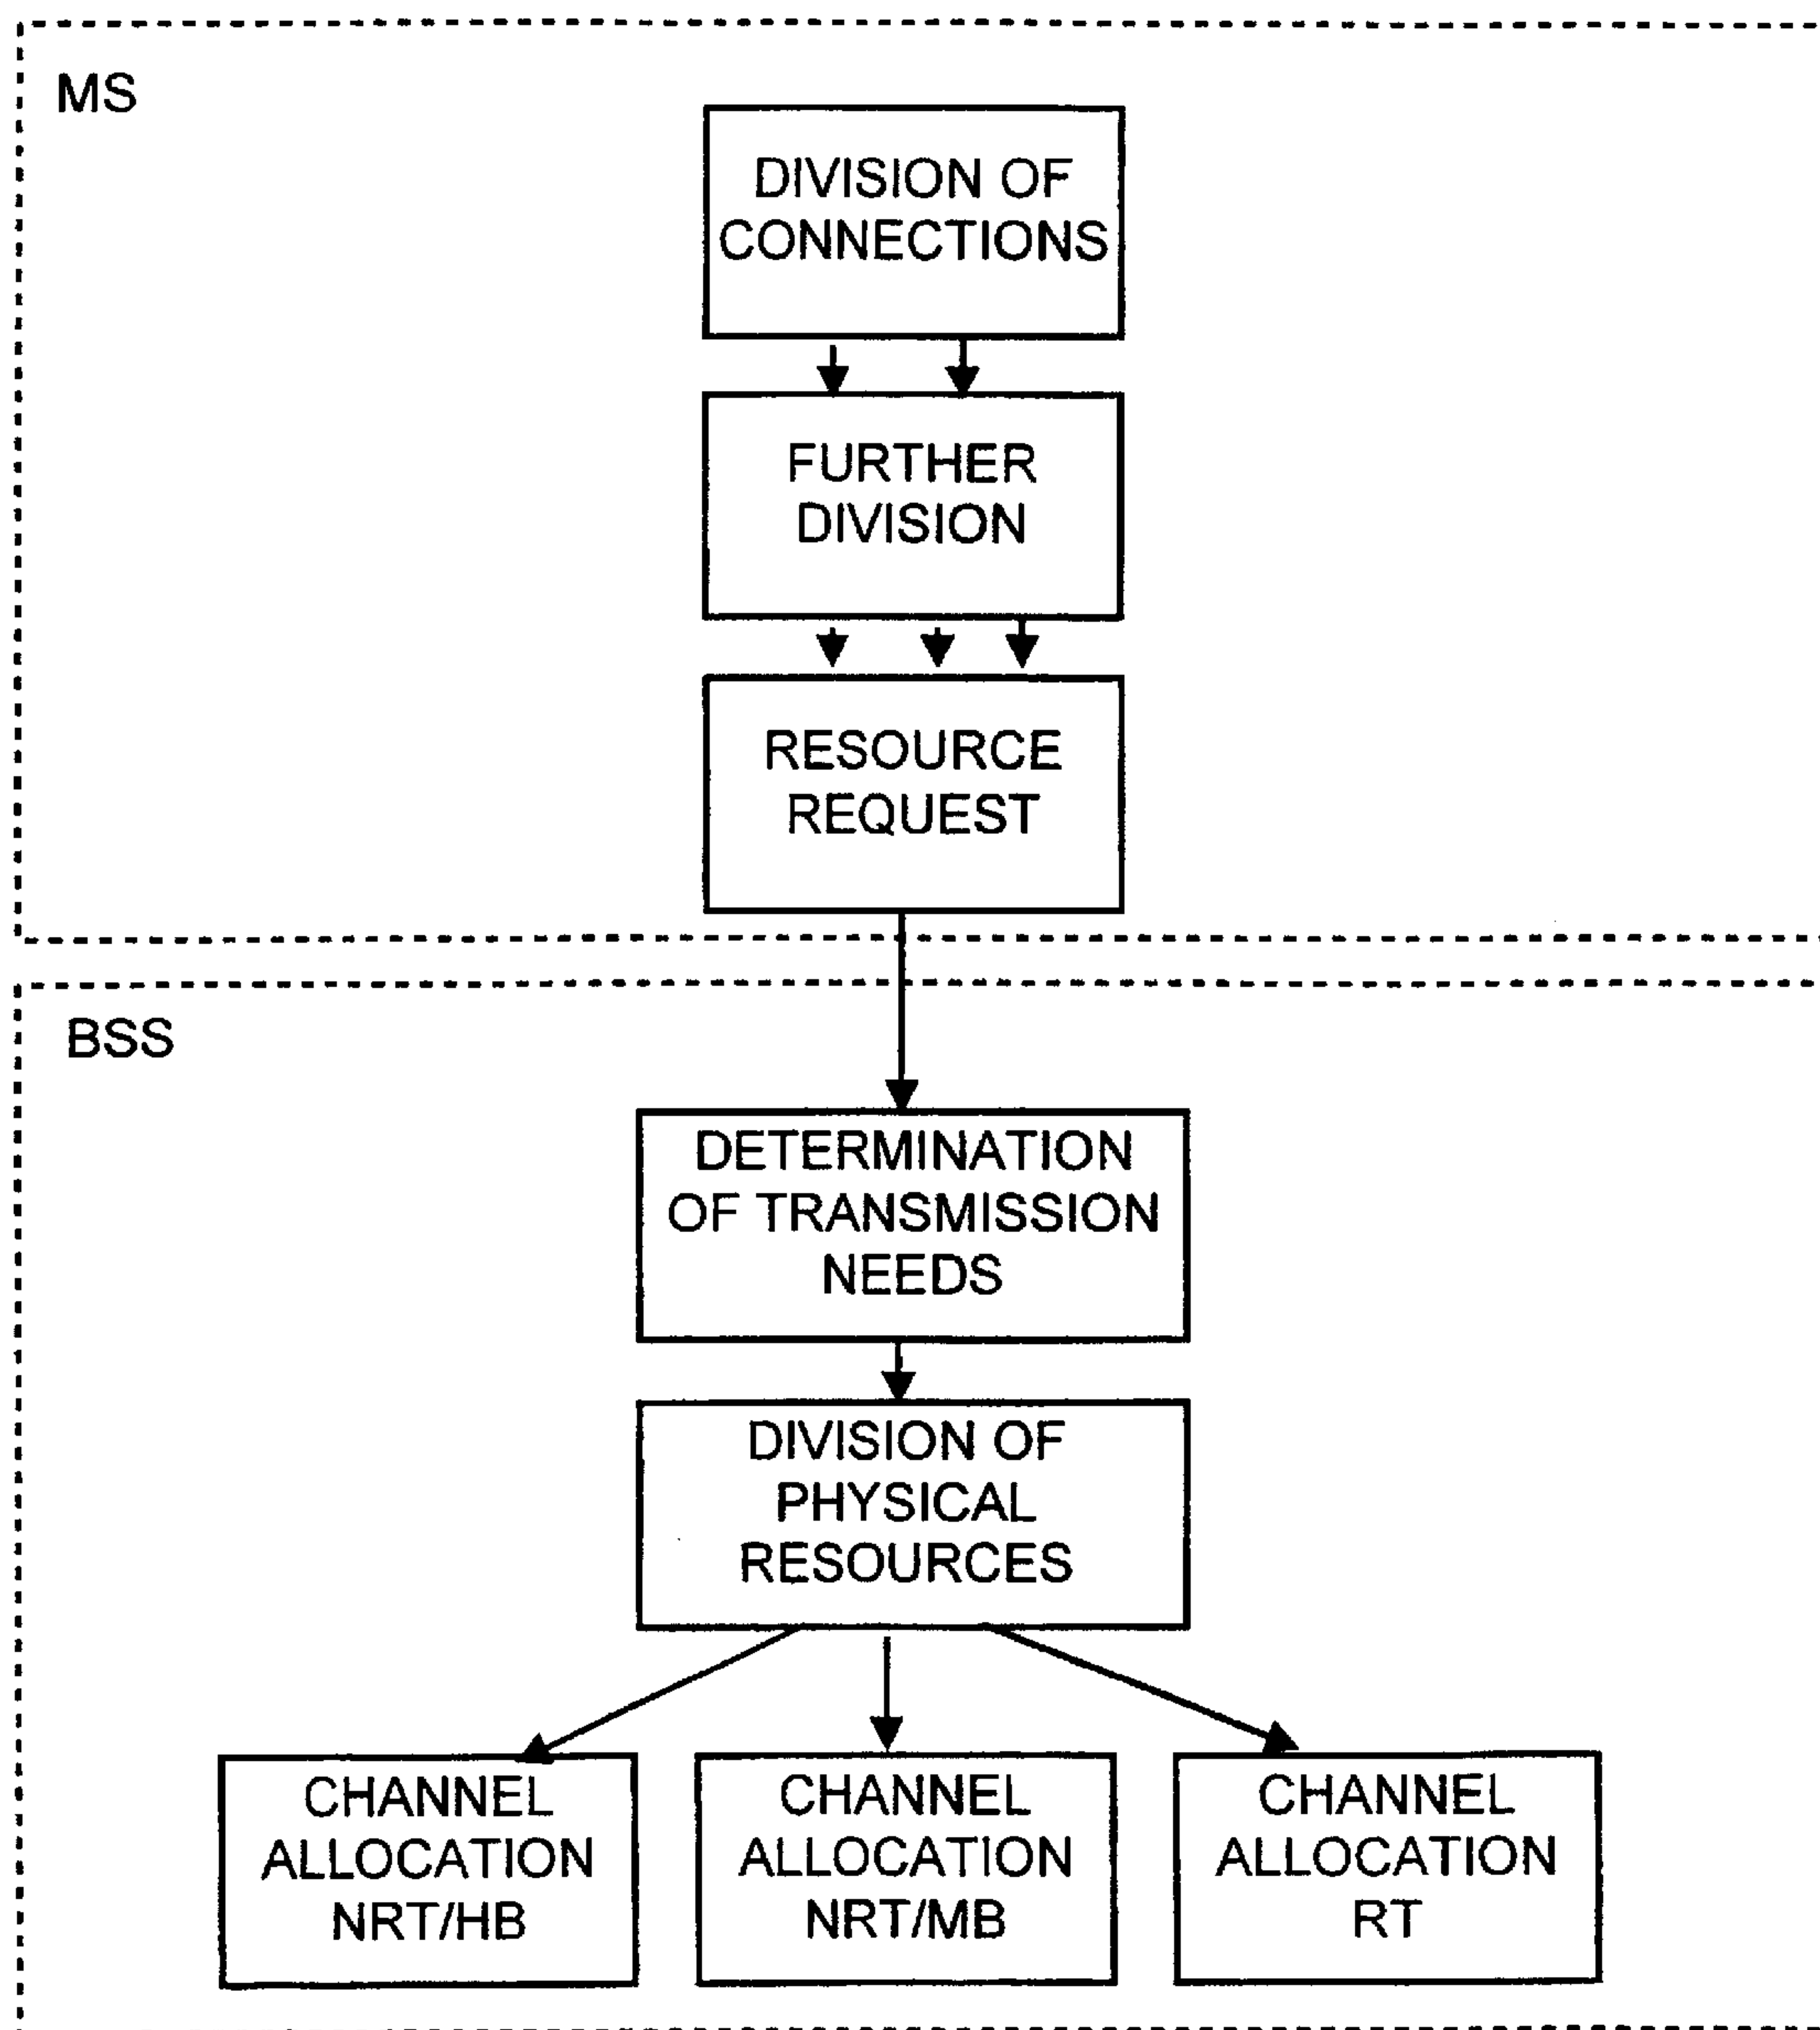 MS
DIVISION OF
CONNECTIONS
FURTHER
DIVISION
RESOURCE
REQUEST
BSS
DETERMINATION
OF TRANSMISSION
NEEDS
DIVISION OF
PHYSICAL
RESOURCES
CHANNEL
ALLOCATION
NRT/HB
CHANNEL
ALLOCATION
NRT/MB
CHANNEL
ALLOCATION
RT